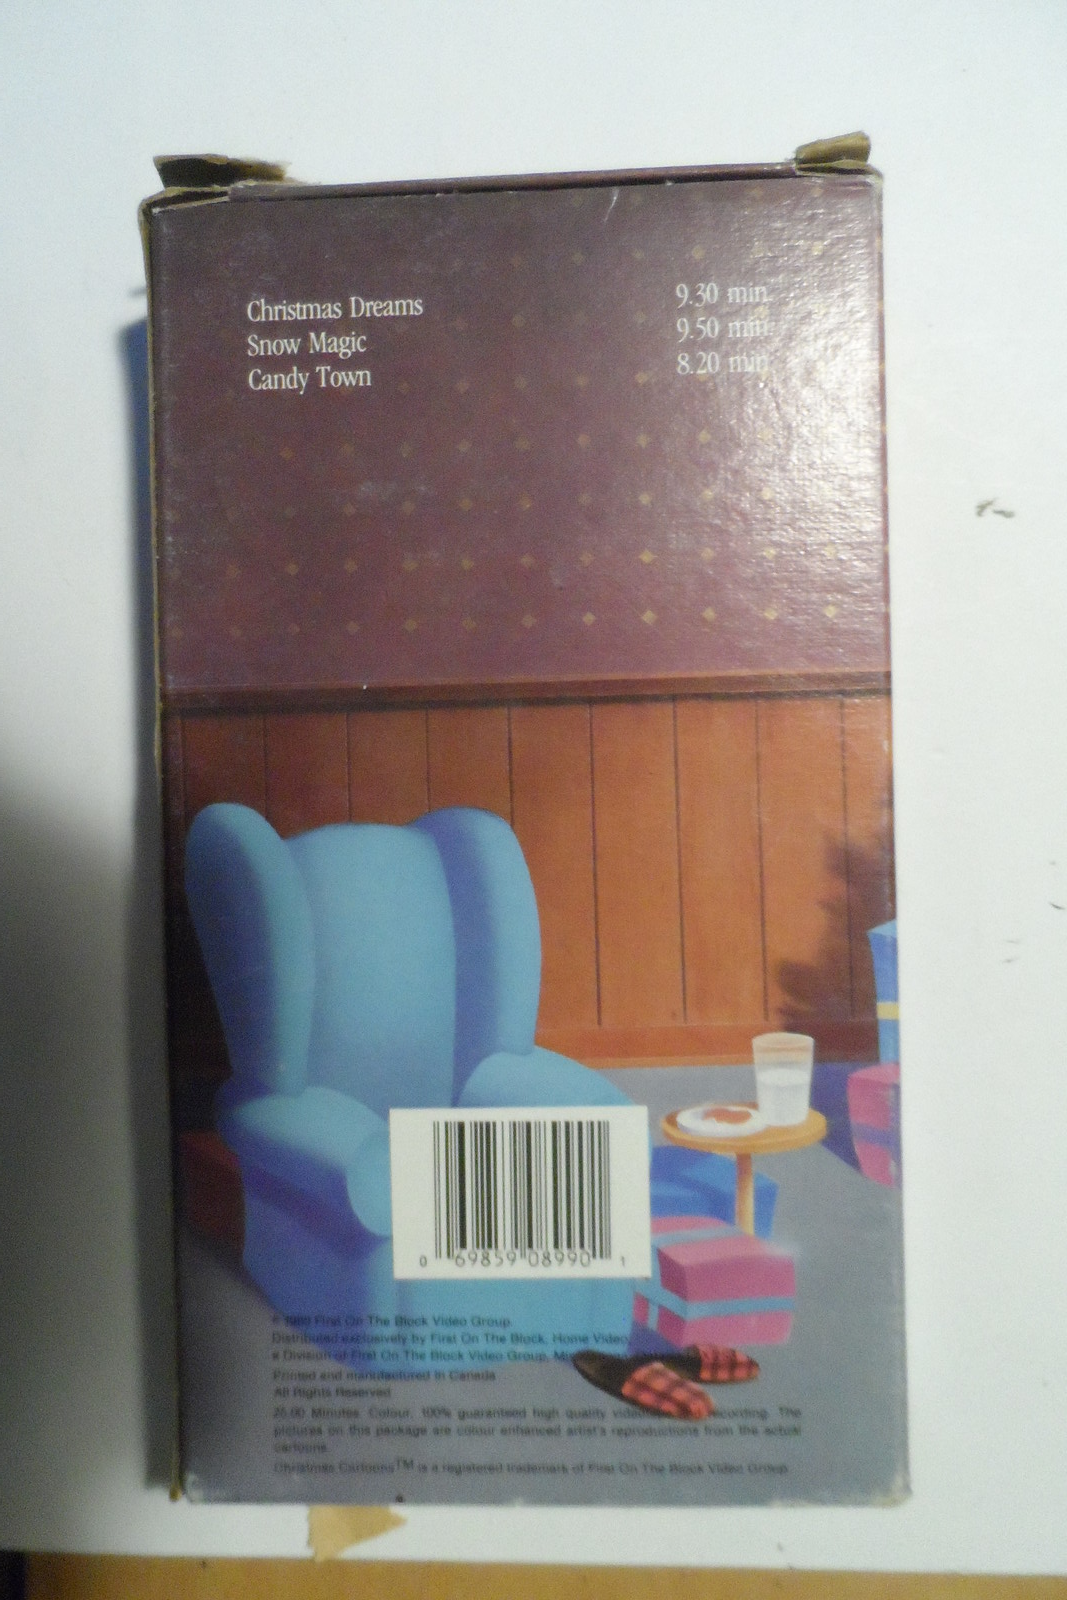 Christmas Dreams 9.30 min.
Snow Magic 9.50 min.
Candy Town 8.20 min.
0 69859 08990 1
© 1989 First On The Block Video Group.
Distributed exclusively by First On The Block, Home Video
a Division of First On The Block Video Group,
Printed and manufactured in Canada
All Rights Reserved
25:00 Minutes. Colour. 100% guaranteed high quality recording. The
pictures on this package are colour enhanced artist's reproductions from the actual
cartoons.
Christmas Cartoons™ is a registered trademark of First On The Block Video Group.